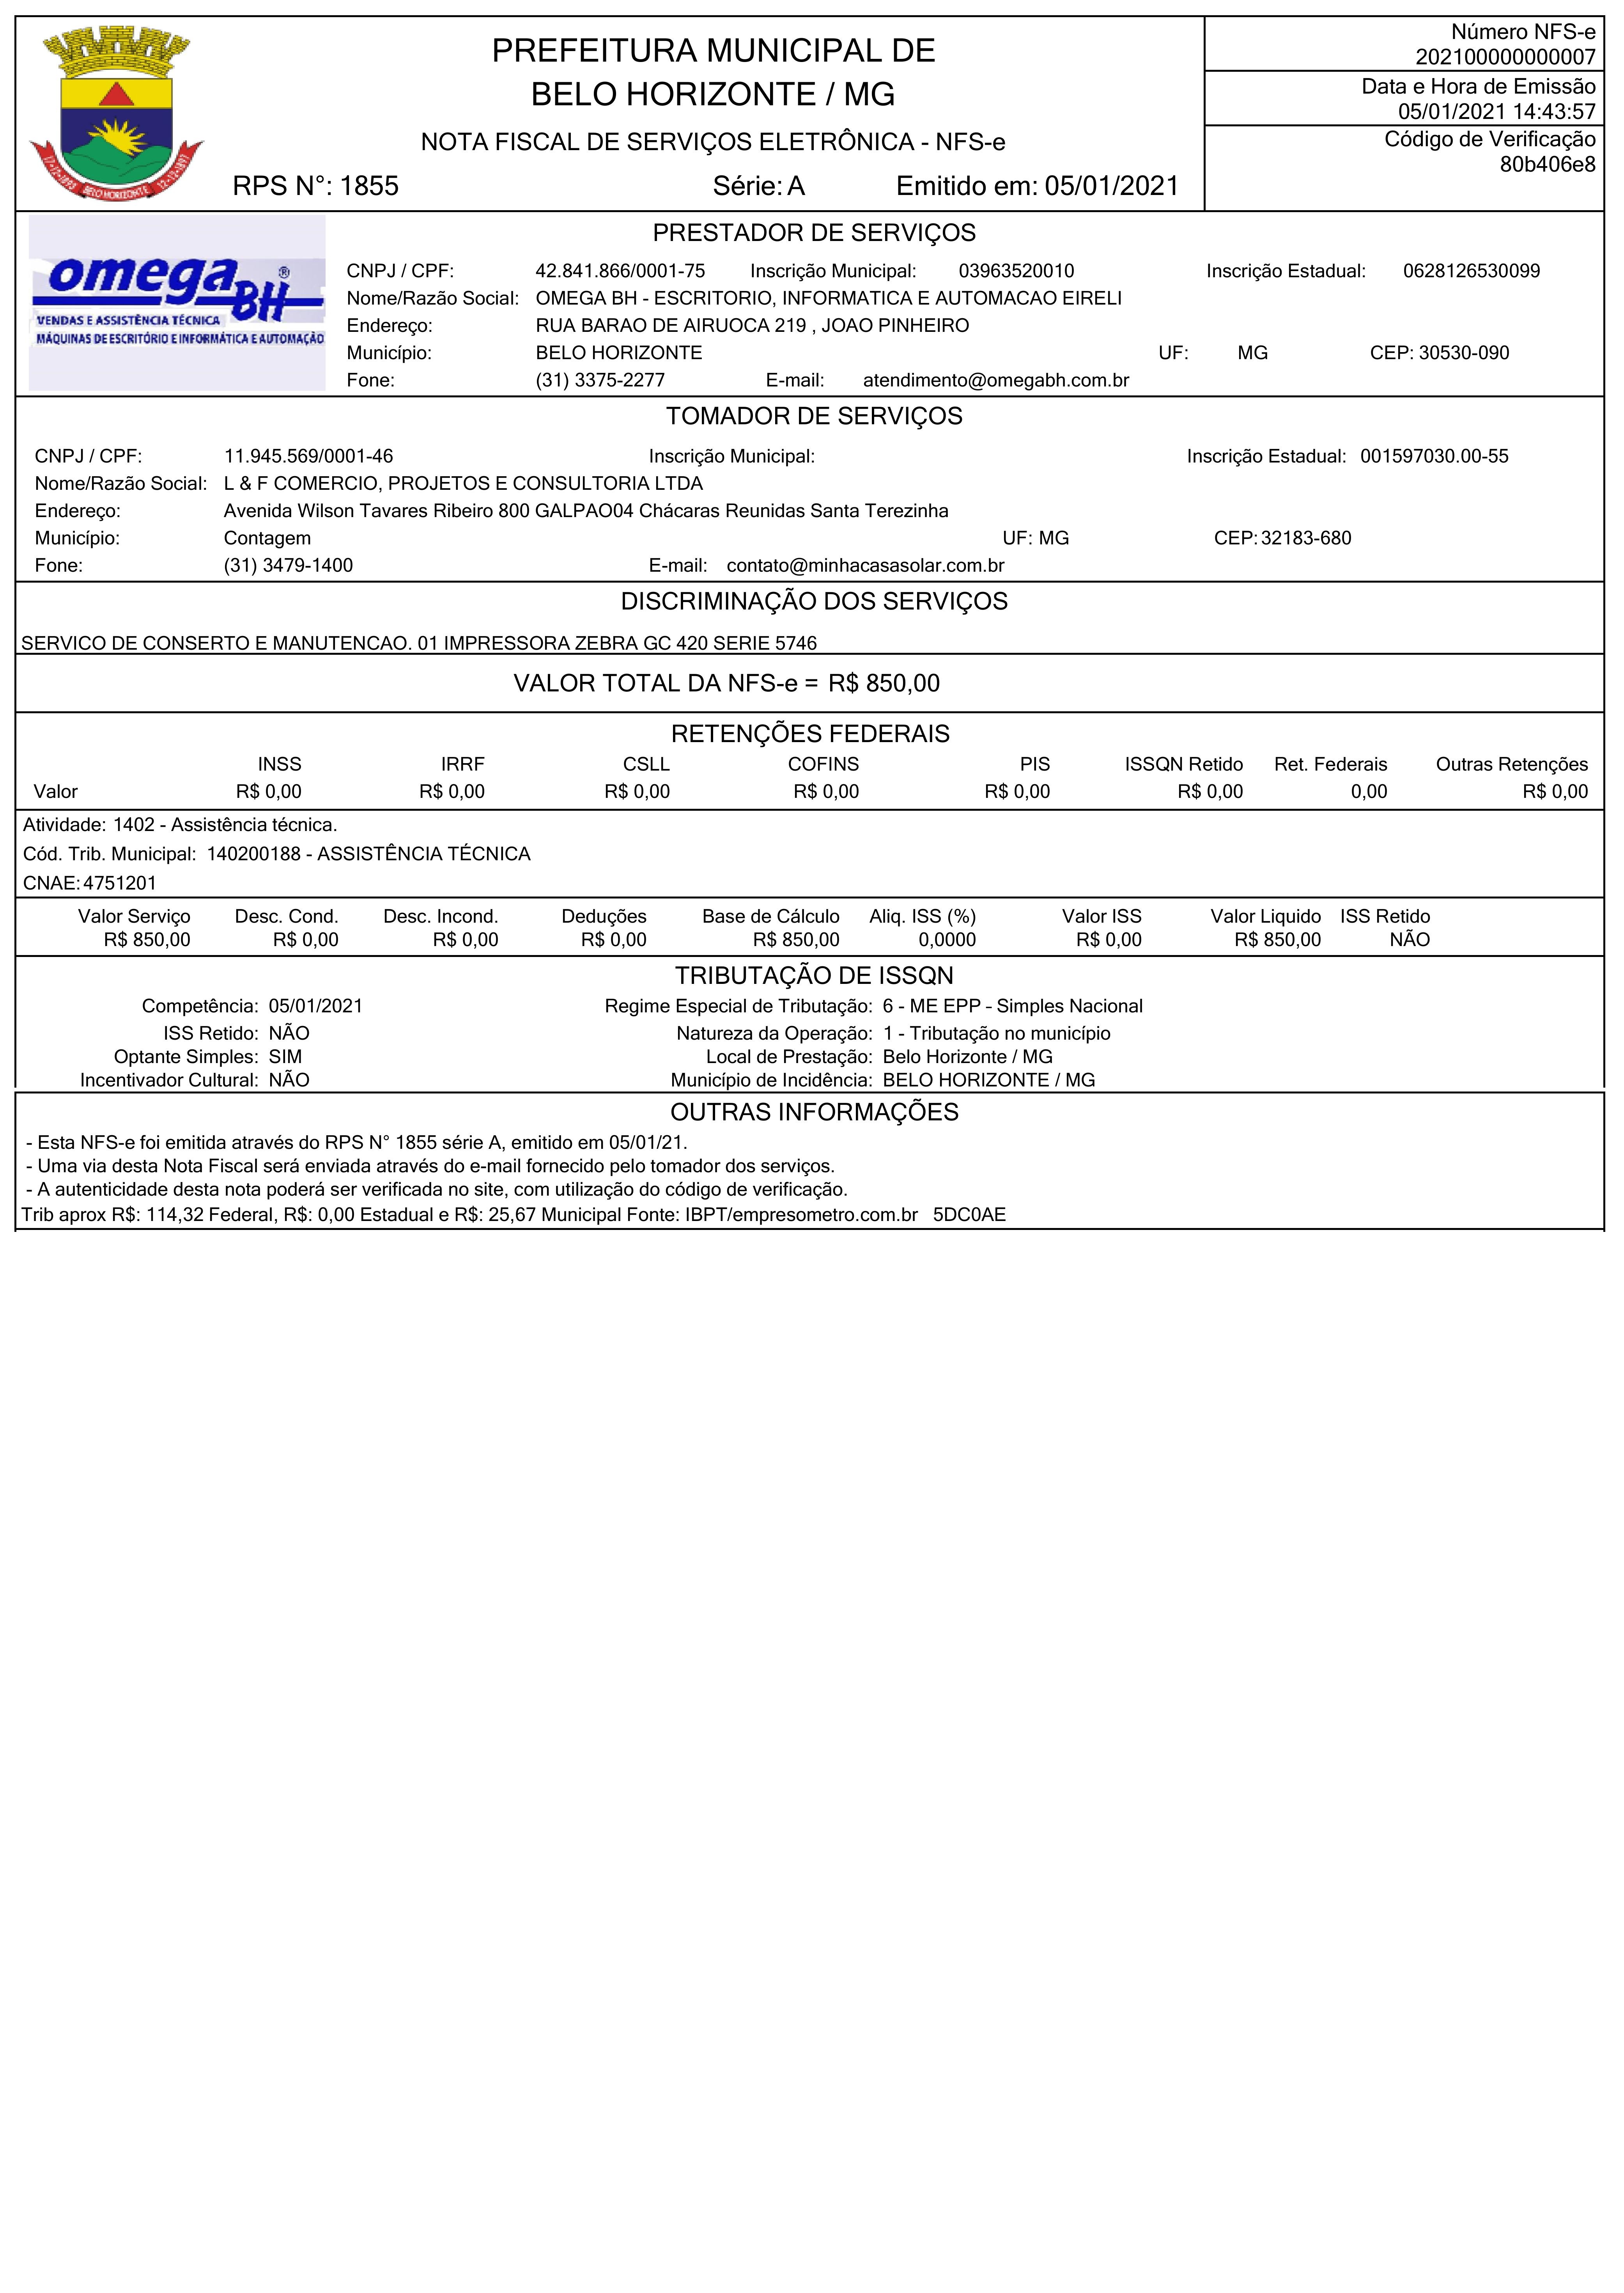 PREFEITURA MUNICIPAL DE
BELO HORIZONTE / MG
NOTA FISCAL DE SERVIÇOS ELETRÔNICA - NFS-e
RPS N°: 1855 Série: A Emitido em: 05/01/2021
Número NFS-e
202100000000007
Data e Hora de Emissão
05/01/2021 14:43:57
Código de Verificação
80b406e8
17-12-1893 BELO HORIZONTE 12-12-1897
omega BH ®
VENDAS E ASSISTÊNCIA TÉCNICA
MÁQUINAS DE ESCRITÓRIO E INFORMÁTICA E AUTOMAÇÃO
PRESTADOR DE SERVIÇOS
CNPJ / CPF: 42.841.866/0001-75 Inscrição Municipal: 03963520010 Inscrição Estadual: 0628126530099
Nome/Razão Social: OMEGA BH - ESCRITORIO, INFORMATICA E AUTOMACAO EIRELI
Endereço: RUA BARAO DE AIRUOCA 219 , JOAO PINHEIRO
Município: BELO HORIZONTE UF: MG CEP: 30530-090
Fone: (31) 3375-2277 E-mail: atendimento@omegabh.com.br
TOMADOR DE SERVIÇOS
CNPJ / CPF: 11.945.569/0001-46 Inscrição Municipal: Inscrição Estadual: 001597030.00-55
Nome/Razão Social: L & F COMERCIO, PROJETOS E CONSULTORIA LTDA
Endereço: Avenida Wilson Tavares Ribeiro 800 GALPAO04 Chácaras Reunidas Santa Terezinha
Município: Contagem UF: MG CEP: 32183-680
Fone: (31) 3479-1400 E-mail: contato@minhacasasolar.com.br
DISCRIMINAÇÃO DOS SERVIÇOS
SERVICO DE CONSERTO E MANUTENCAO. 01 IMPRESSORA ZEBRA GC 420 SERIE 5746
VALOR TOTAL DA NFS-e = R$ 850,00
RETENÇÕES FEDERAIS
INSS IRRF CSLL COFINS PIS ISSQN Retido Ret. Federais Outras Retenções
Valor R$ 0,00 R$ 0,00 R$ 0,00 R$ 0,00 R$ 0,00 R$ 0,00 0,00 R$ 0,00
Atividade: 1402 - Assistência técnica.
Cód. Trib. Municipal: 140200188 - ASSISTÊNCIA TÉCNICA
CNAE: 4751201
Valor Serviço Desc. Cond. Desc. Incond. Deduções Base de Cálculo Aliq. ISS (%) Valor ISS Valor Liquido ISS Retido
R$ 850,00 R$ 0,00 R$ 0,00 R$ 0,00 R$ 850,00 0,0000 R$ 0,00 R$ 850,00 NÃO
TRIBUTAÇÃO DE ISSQN
Competência: 05/01/2021 Regime Especial de Tributação: 6 - ME EPP - Simples Nacional
ISS Retido: NÃO Natureza da Operação: 1 - Tributação no município
Optante Simples: SIM Local de Prestação: Belo Horizonte / MG
Incentivador Cultural: NÃO Município de Incidência: BELO HORIZONTE / MG
OUTRAS INFORMAÇÕES
- Esta NFS-e foi emitida através do RPS N° 1855 série A, emitido em 05/01/21.
- Uma via desta Nota Fiscal será enviada através do e-mail fornecido pelo tomador dos serviços.
- A autenticidade desta nota poderá ser verificada no site, com utilização do código de verificação.
Trib aprox R$: 114,32 Federal, R$: 0,00 Estadual e R$: 25,67 Municipal Fonte: IBPT/empresometro.com.br 5DC0AE